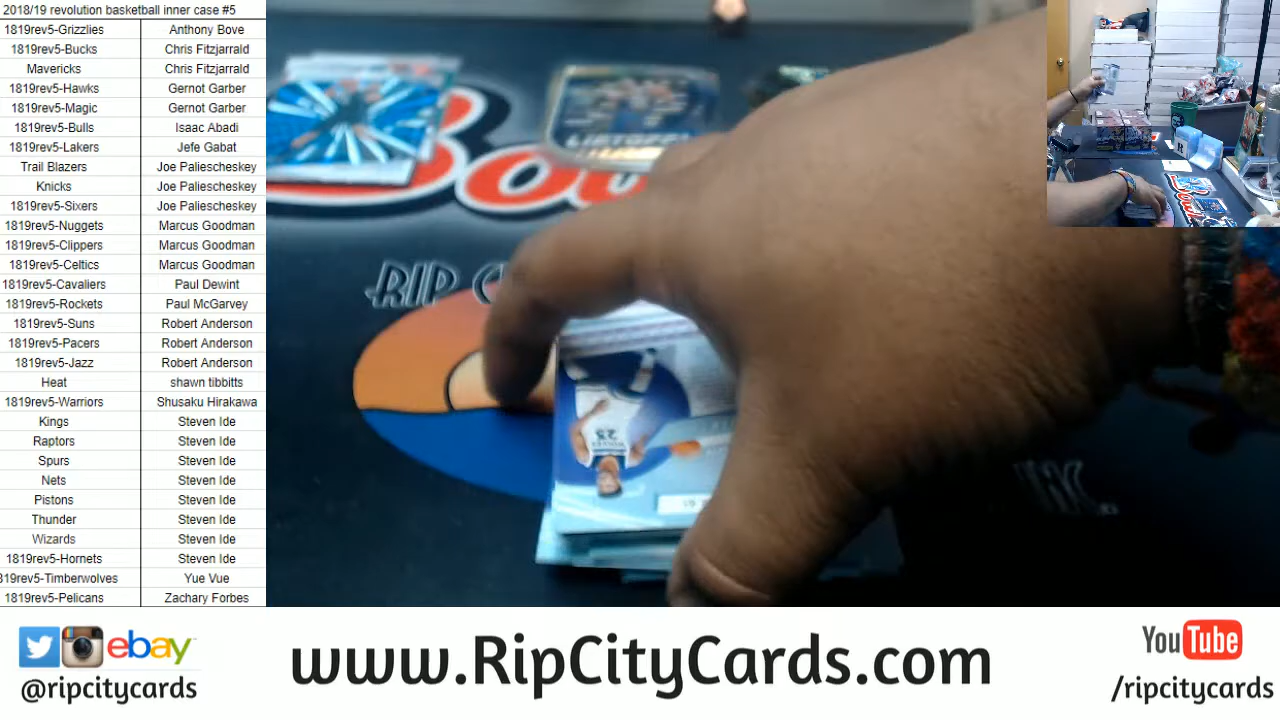 2018/19 revolution basketball inner case #5
1819rev5-Grizzlies Anthony Bove
1819rev5-Bucks Chris Fitzjarrald
Mavericks Chris Fitzjarrald
1819rev5-Hawks Gernot Garber
1819rev5-Magic Gernot Garber
1819rev5-Bulls Isaac Abadi
1819rev5-Lakers Jefe Gabat
Trail Blazers Joe Paliescheskey
Knicks Joe Paliescheskey
1819rev5-Sixers Joe Paliescheskey
1819rev5-Nuggets Marcus Goodman
1819rev5-Clippers Marcus Goodman
1819rev5-Celtics Marcus Goodman
1819rev5-Cavaliers Paul Dewint
1819rev5-Rockets Paul McGarvey
1819rev5-Suns Robert Anderson
1819rev5-Pacers Robert Anderson
1819rev5-Jazz Robert Anderson
Heat shawn tibbitts
1819rev5-Warriors Shusaku Hirakawa
Kings Steven Ide
Raptors Steven Ide
Spurs Steven Ide
Nets Steven Ide
Pistons Steven Ide
Thunder Steven Ide
Wizards Steven Ide
1819rev5-Hornets Steven Ide
819rev5-Timberwolves Yue Vue
1819rev5-Pelicans Zachary Forbes
RIP C
ebay
@ripcitycards
www.RipCityCards.com
YouTube
/ripcitycards